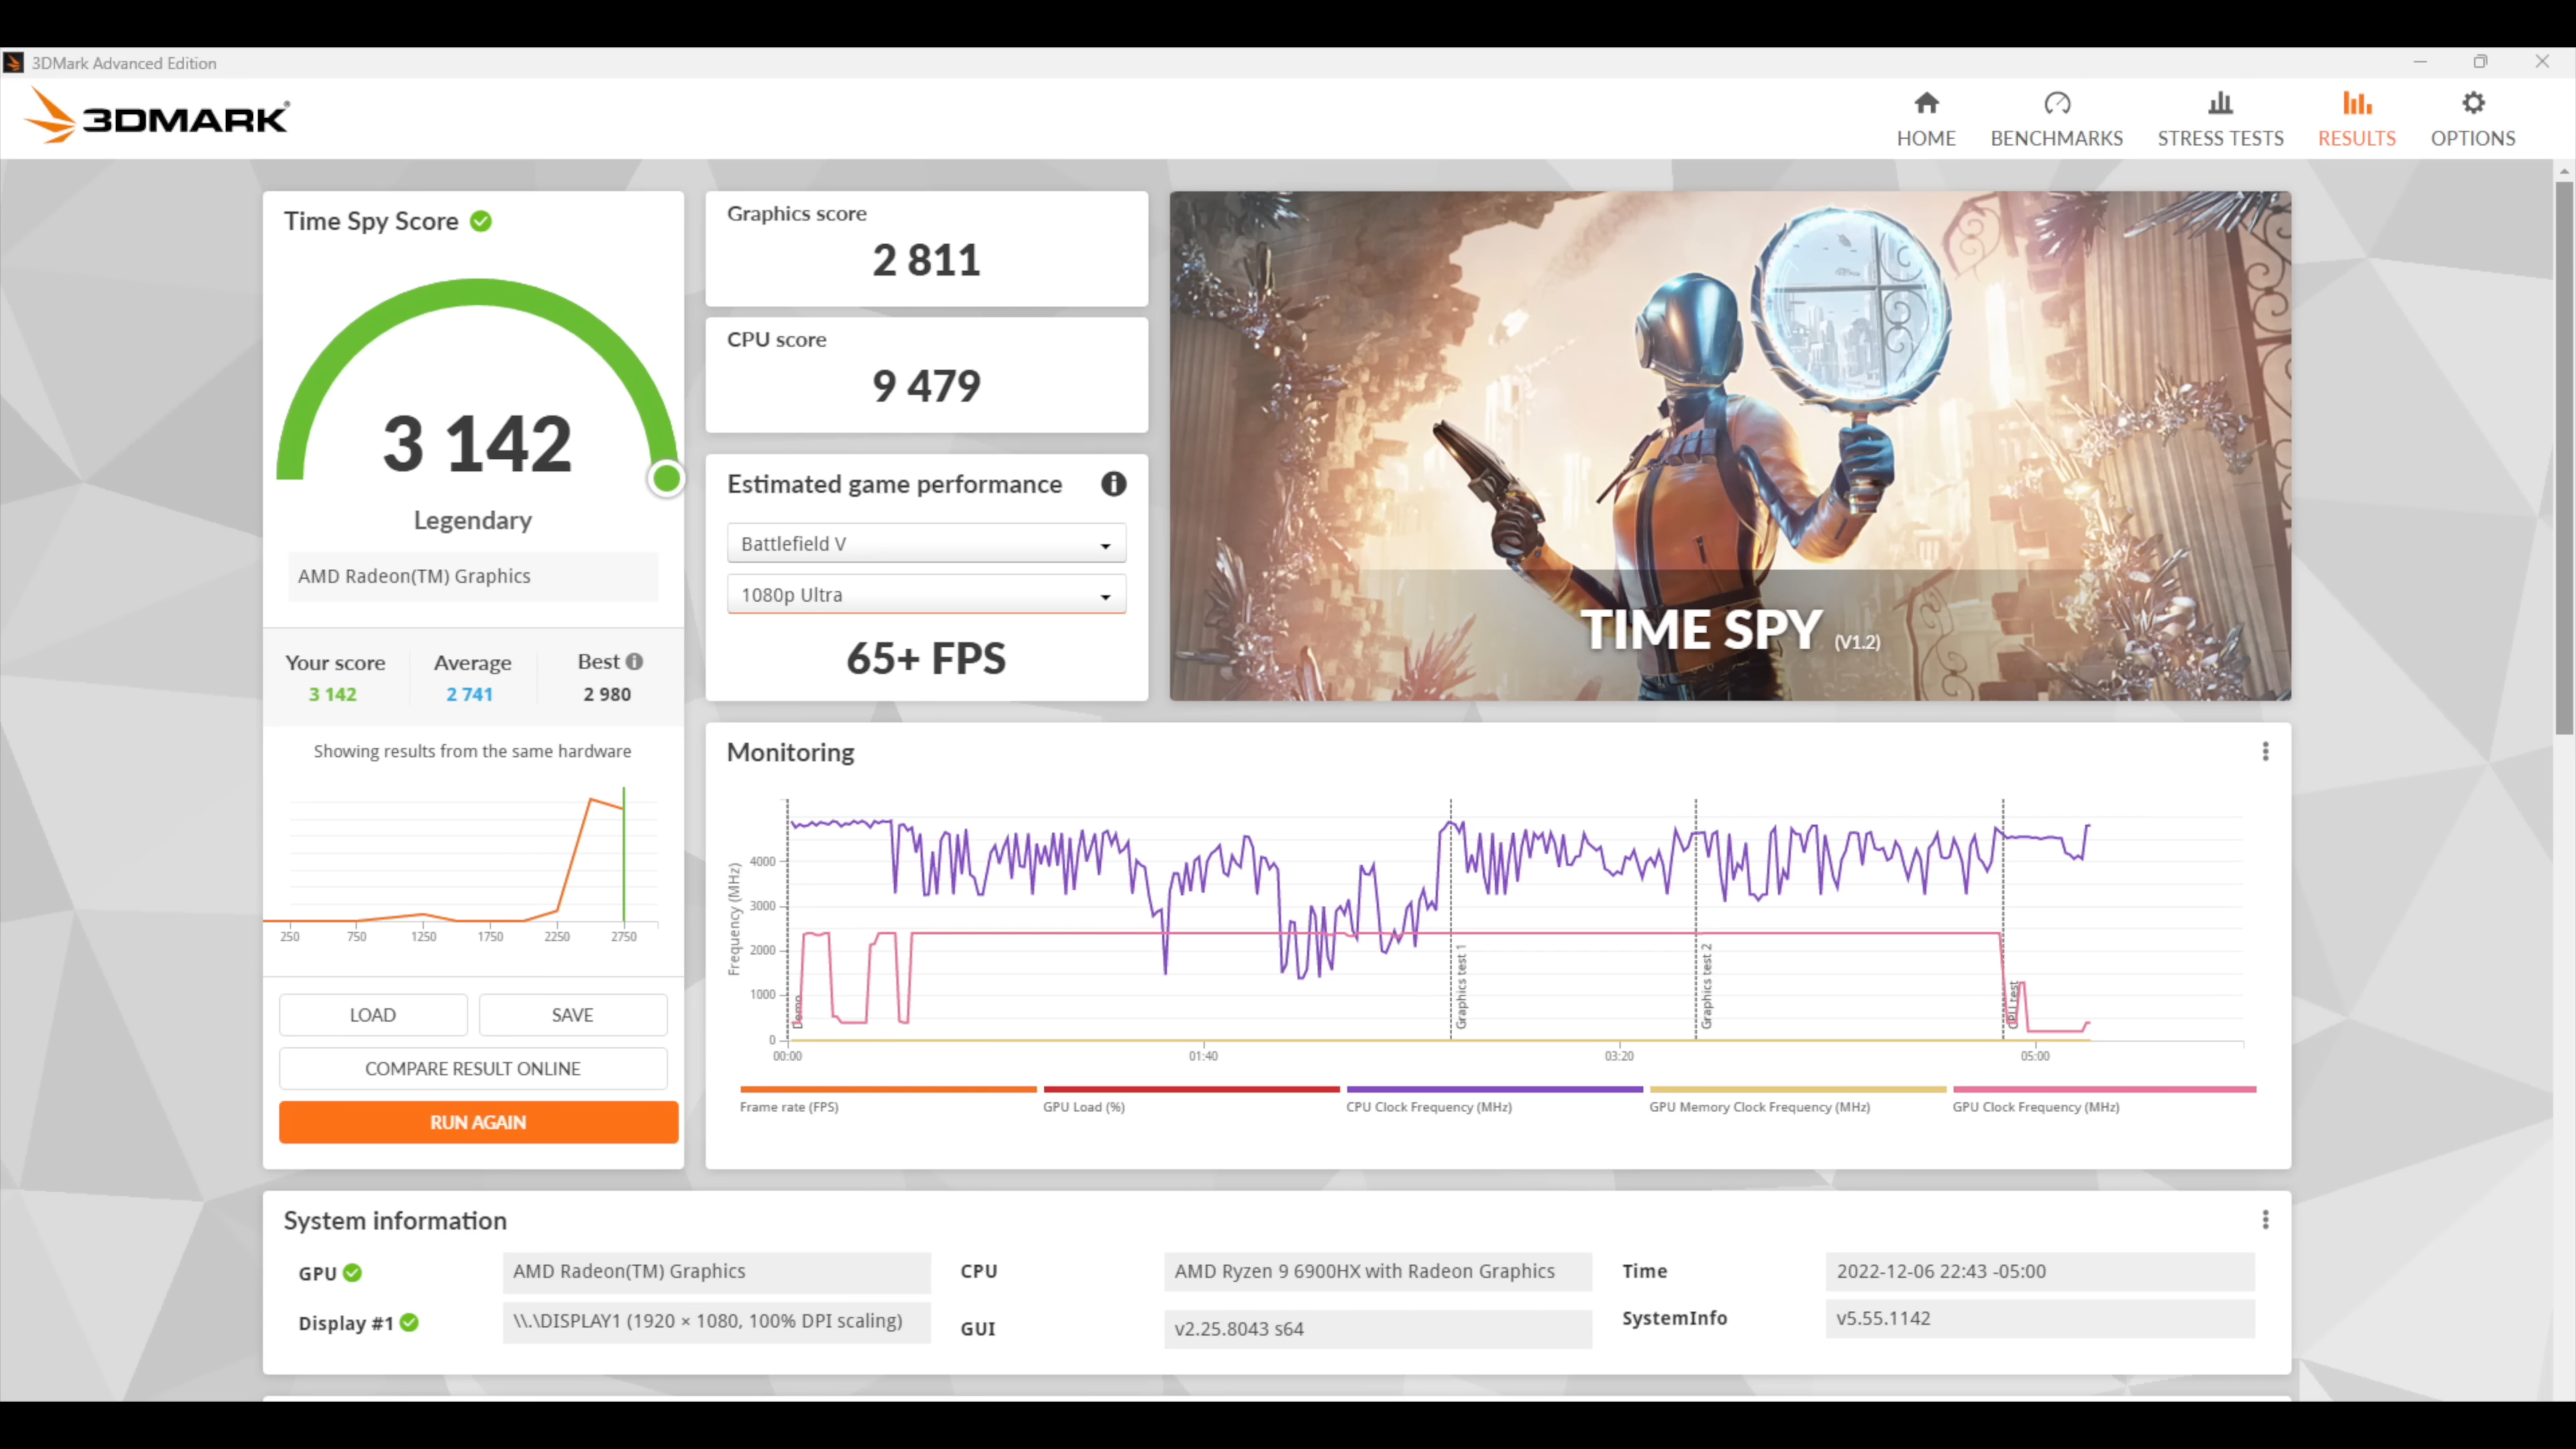 3DMark Advanced Edition
3DMARK®
HOME
BENCHMARKS
STRESS TESTS
RESULTS
OPTIONS
Time Spy Score
3 142
Legendary
AMD Radeon(TM) Graphics
Your score
Average
Best
3 142
2 741
2 980
Showing results from the same hardware
250 750 1250 1750 2250 2750
LOAD
SAVE
COMPARE RESULT ONLINE
RUN AGAIN
Graphics score
2 811
CPU score
9 479
Estimated game performance
Battlefield V
1080p Ultra
65+ FPS
TIME SPY (V1.2)
Monitoring
Frequency (MHz)
4000
3000
2000
1000
0
Demo
Graphics test 1
Graphics test 2
CPU test
00:00 01:40 03:20 05:00
Frame rate (FPS)
GPU Load (%)
CPU Clock Frequency (MHz)
GPU Memory Clock Frequency (MHz)
GPU Clock Frequency (MHz)
System information
GPU
AMD Radeon(TM) Graphics
CPU
AMD Ryzen 9 6900HX with Radeon Graphics
Time
2022-12-06 22:43 -05:00
Display #1
\\.\DISPLAY1 (1920 × 1080, 100% DPI scaling)
GUI
v2.25.8043 s64
SystemInfo
v5.55.1142